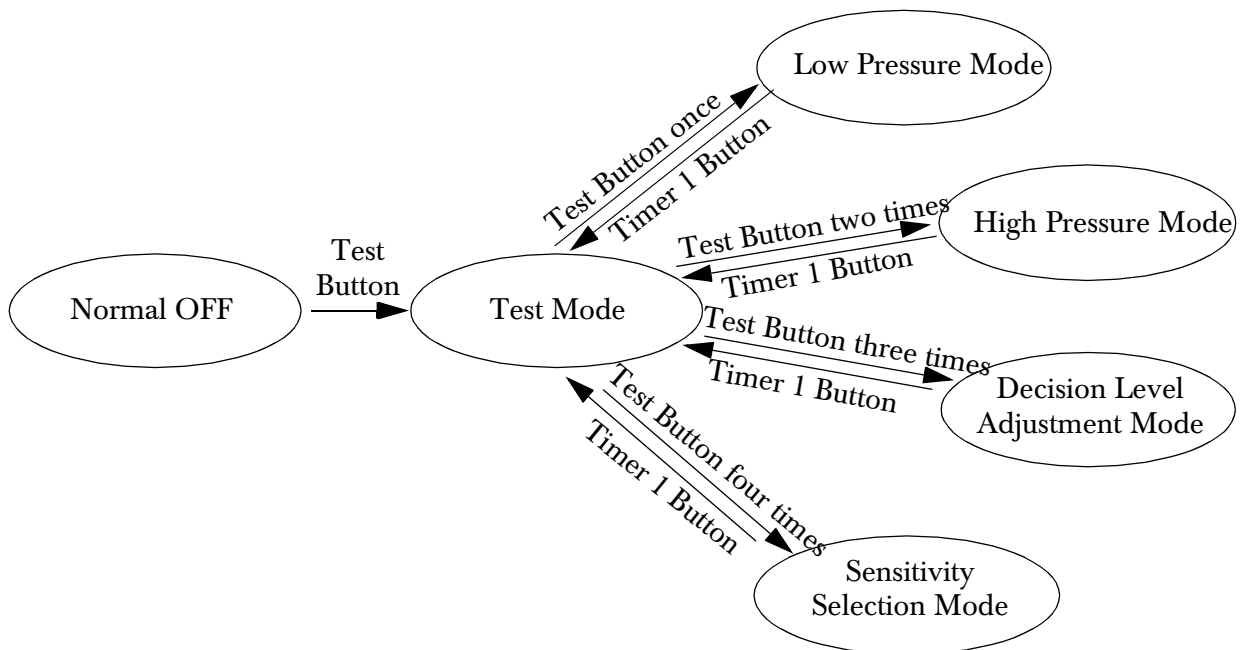 Low Pressure Mode
Test Button once
Timer 1 Button
Test Button two times
Timer 1 Button
High Pressure Mode
Test
Button
Normal OFF
Test Mode
Test Button three times
Timer 1 Button
Decision Level
Adjustment Mode
Test Button four times
Timer 1 Button
Sensitivity
Selection Mode